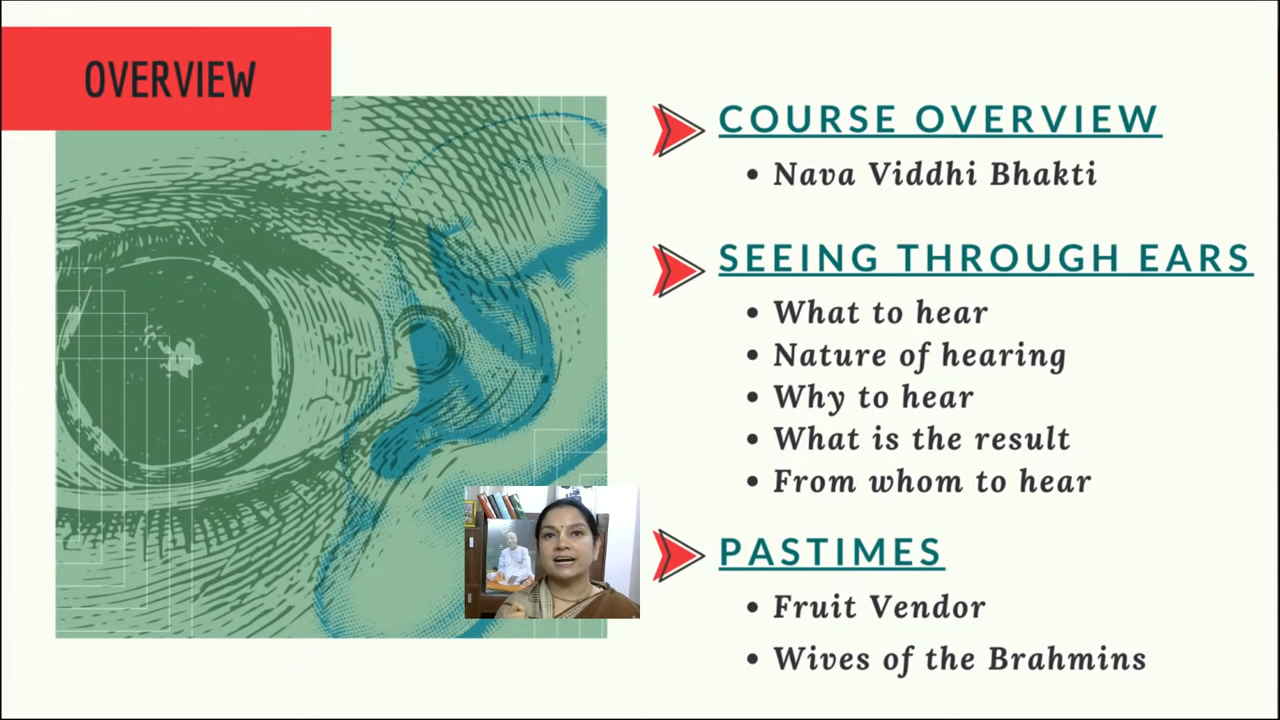 OVERVIEW
COURSE OVERVIEW
• Nava Viddhi Bhakti
SEEING THROUGH EARS
• What to hear
• Nature of hearing
• Why to hear
• What is the result
• From whom to hear
PASTIMES
• Fruit Vendor
• Wives of the Brahmins